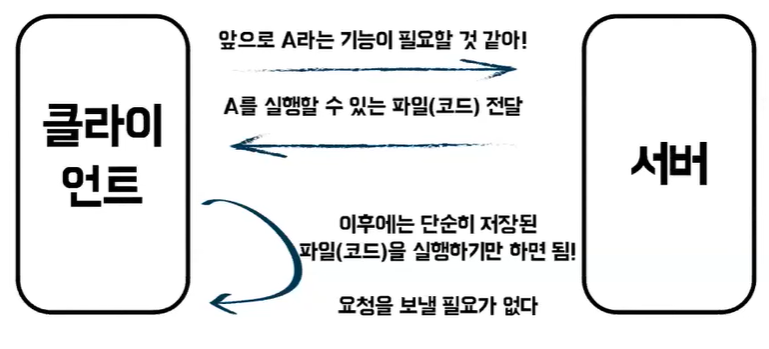 클라이
언트
앞으로 A라는 기능이 필요할 것 같아!
A를 실행할 수 있는 파일(코드) 전달
이후에는 단순히 저장된
파일(코드)을 실행하기만 하면 됨!
요청을 보낼 필요가 없다
서버